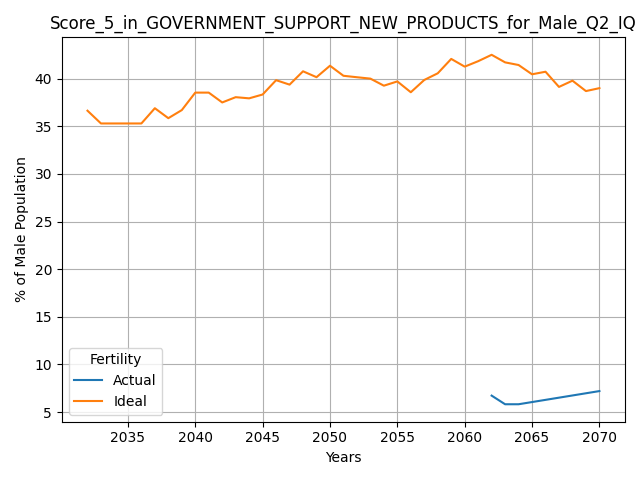 Score_5_in_GOVERNMENT_SUPPORT_NEW_PRODUCTS_for_Male_Q2_IQ
% of Male Population
40
35
30
25
20
15
10
5
Fertility
Actual
Ideal
2035 2040 2045 2050 2055 2060 2065 2070
Years